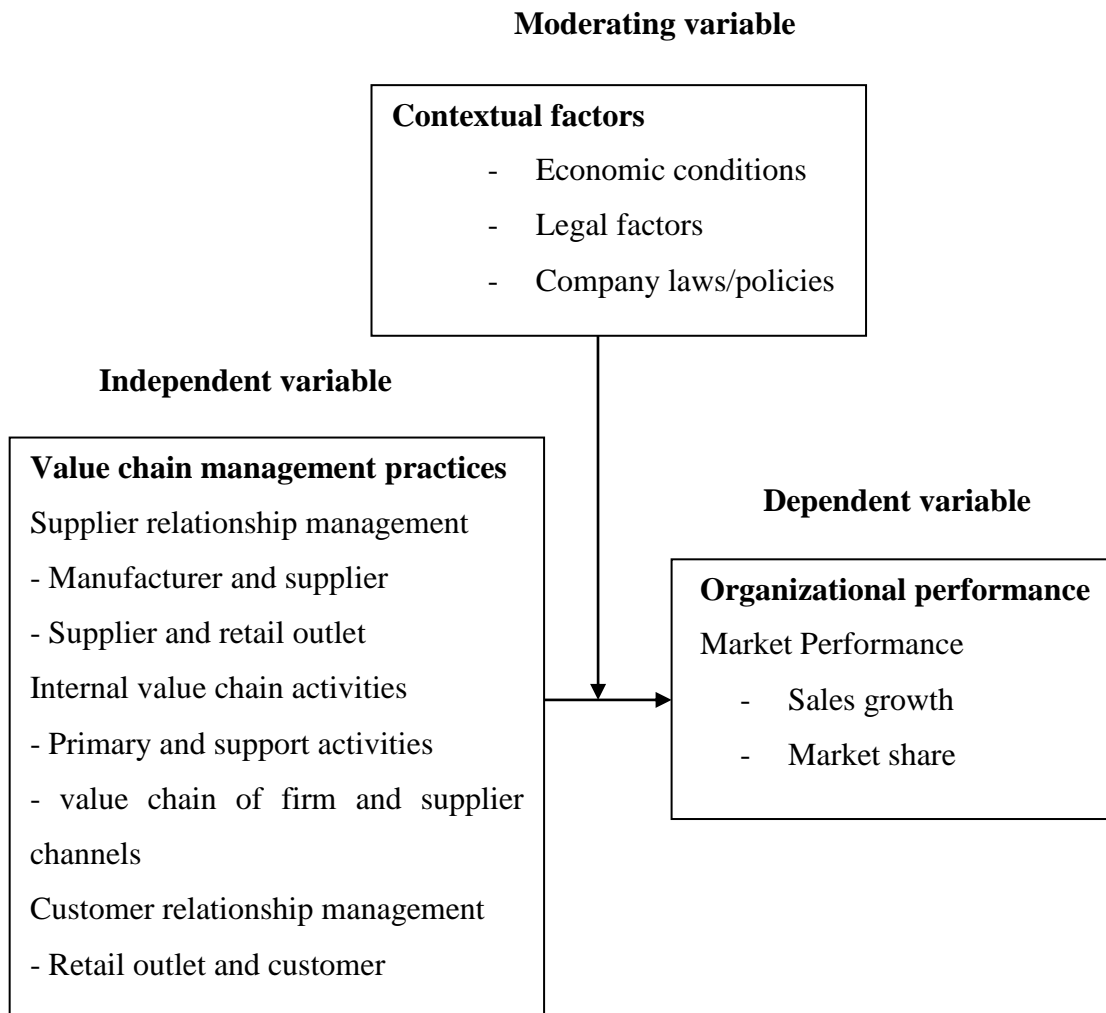 Moderating variable
Contextual factors
- Economic conditions
- Legal factors
- Company laws/policies
Independent variable
Value chain management practices
Supplier relationship management
- Manufacturer and supplier
- Supplier and retail outlet
Internal value chain activities
- Primary and support activities
- value chain of firm and supplier
channels
Customer relationship management
- Retail outlet and customer
Dependent variable
Organizational performance
Market Performance
- Sales growth
- Market share